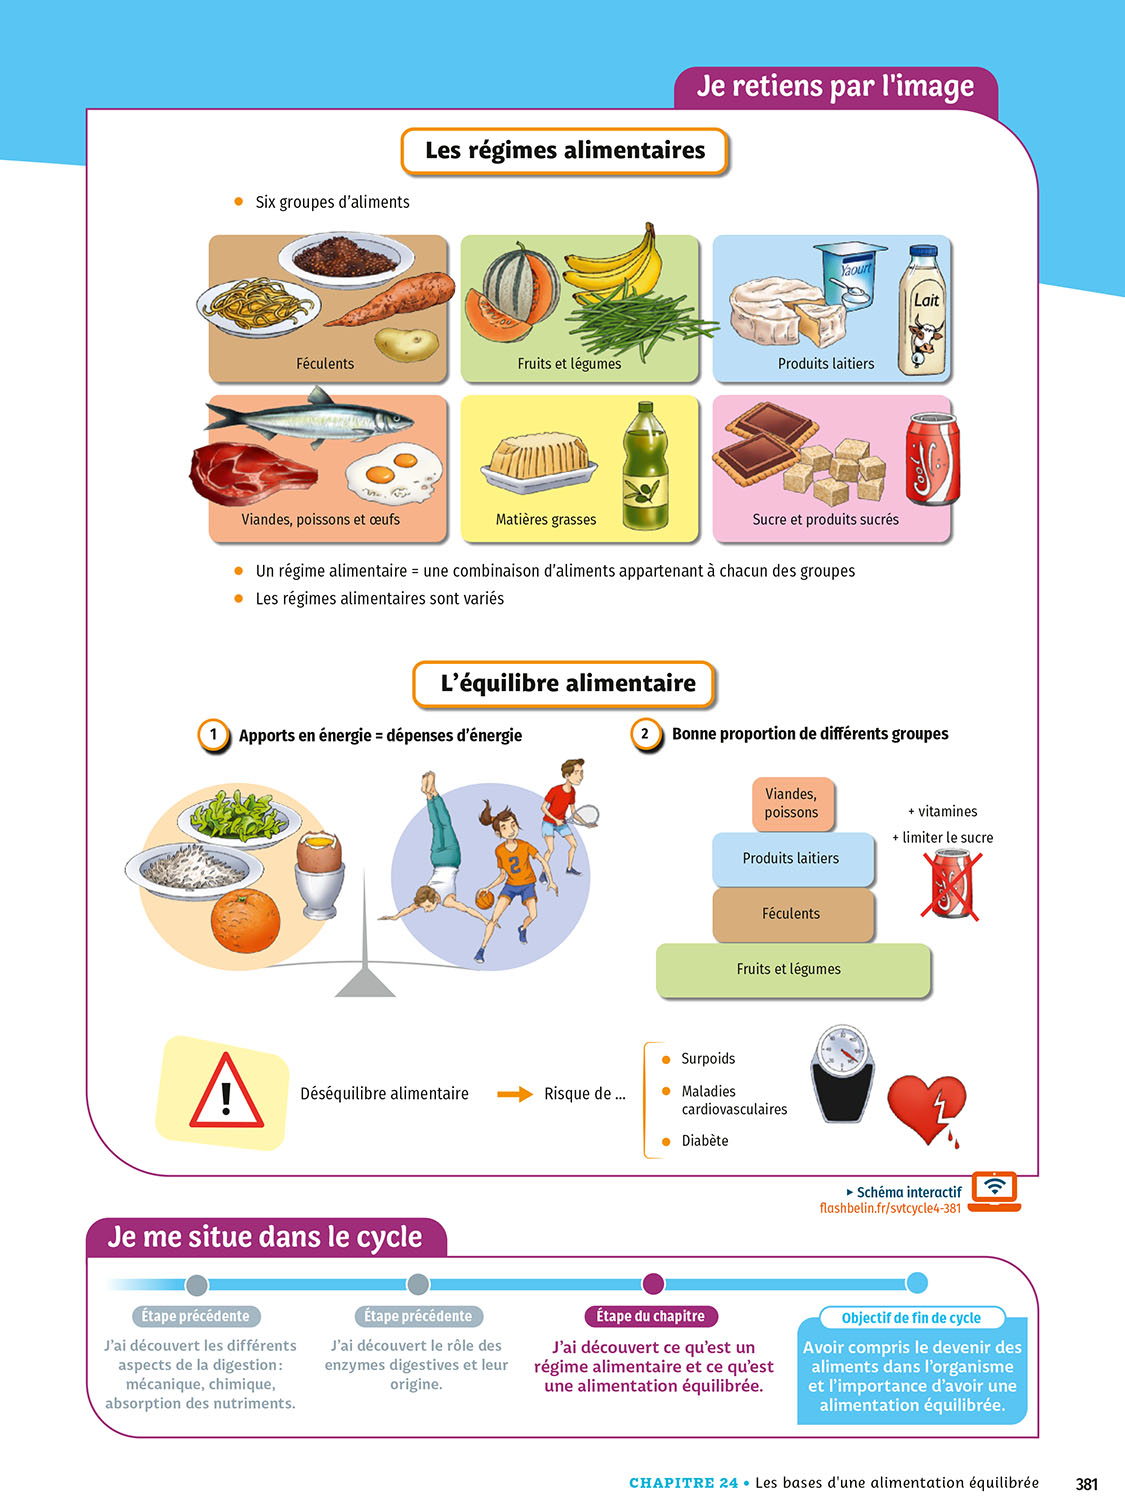 Je retiens par l'image
Les régimes alimentaires
• Six groupes d'aliments
Yaourt
Lait
Féculents
Fruits et légumes
Produits laitiers
Cool
Viandes, poissons et œufs
Matières grasses
Sucre et produits sucrés
• Un régime alimentaire = une combinaison d'aliments appartenant à chacun des groupes
• Les régimes alimentaires sont variés
L'équilibre alimentaire
1 Apports en énergie = dépenses d'énergie
2
2 Bonne proportion de différents groupes
Viandes,
poissons
Produits laitiers
Féculents
Fruits et légumes
+ vitamines
+ limiter le sucre
!
Déséquilibre alimentaire
Risque de ...
• Surpoids
• Maladies
cardiovasculaires
• Diabète
▸ Schéma interactif
flashbelin.fr/svtcycle4-381
Je me situe dans le cycle
Étape précédente
J'ai découvert les différents
aspects de la digestion :
mécanique, chimique,
absorption des nutriments.
Étape précédente
J'ai découvert le rôle des
enzymes digestives et leur
origine.
Étape du chapitre
J'ai découvert ce qu'est un
régime alimentaire et ce qu'est
une alimentation équilibrée.
Objectif de fin de cycle
Avoir compris le devenir des
aliments dans l'organisme
et l'importance d'avoir une
alimentation équilibrée.
CHAPITRE 24 • Les bases d'une alimentation équilibrée 381